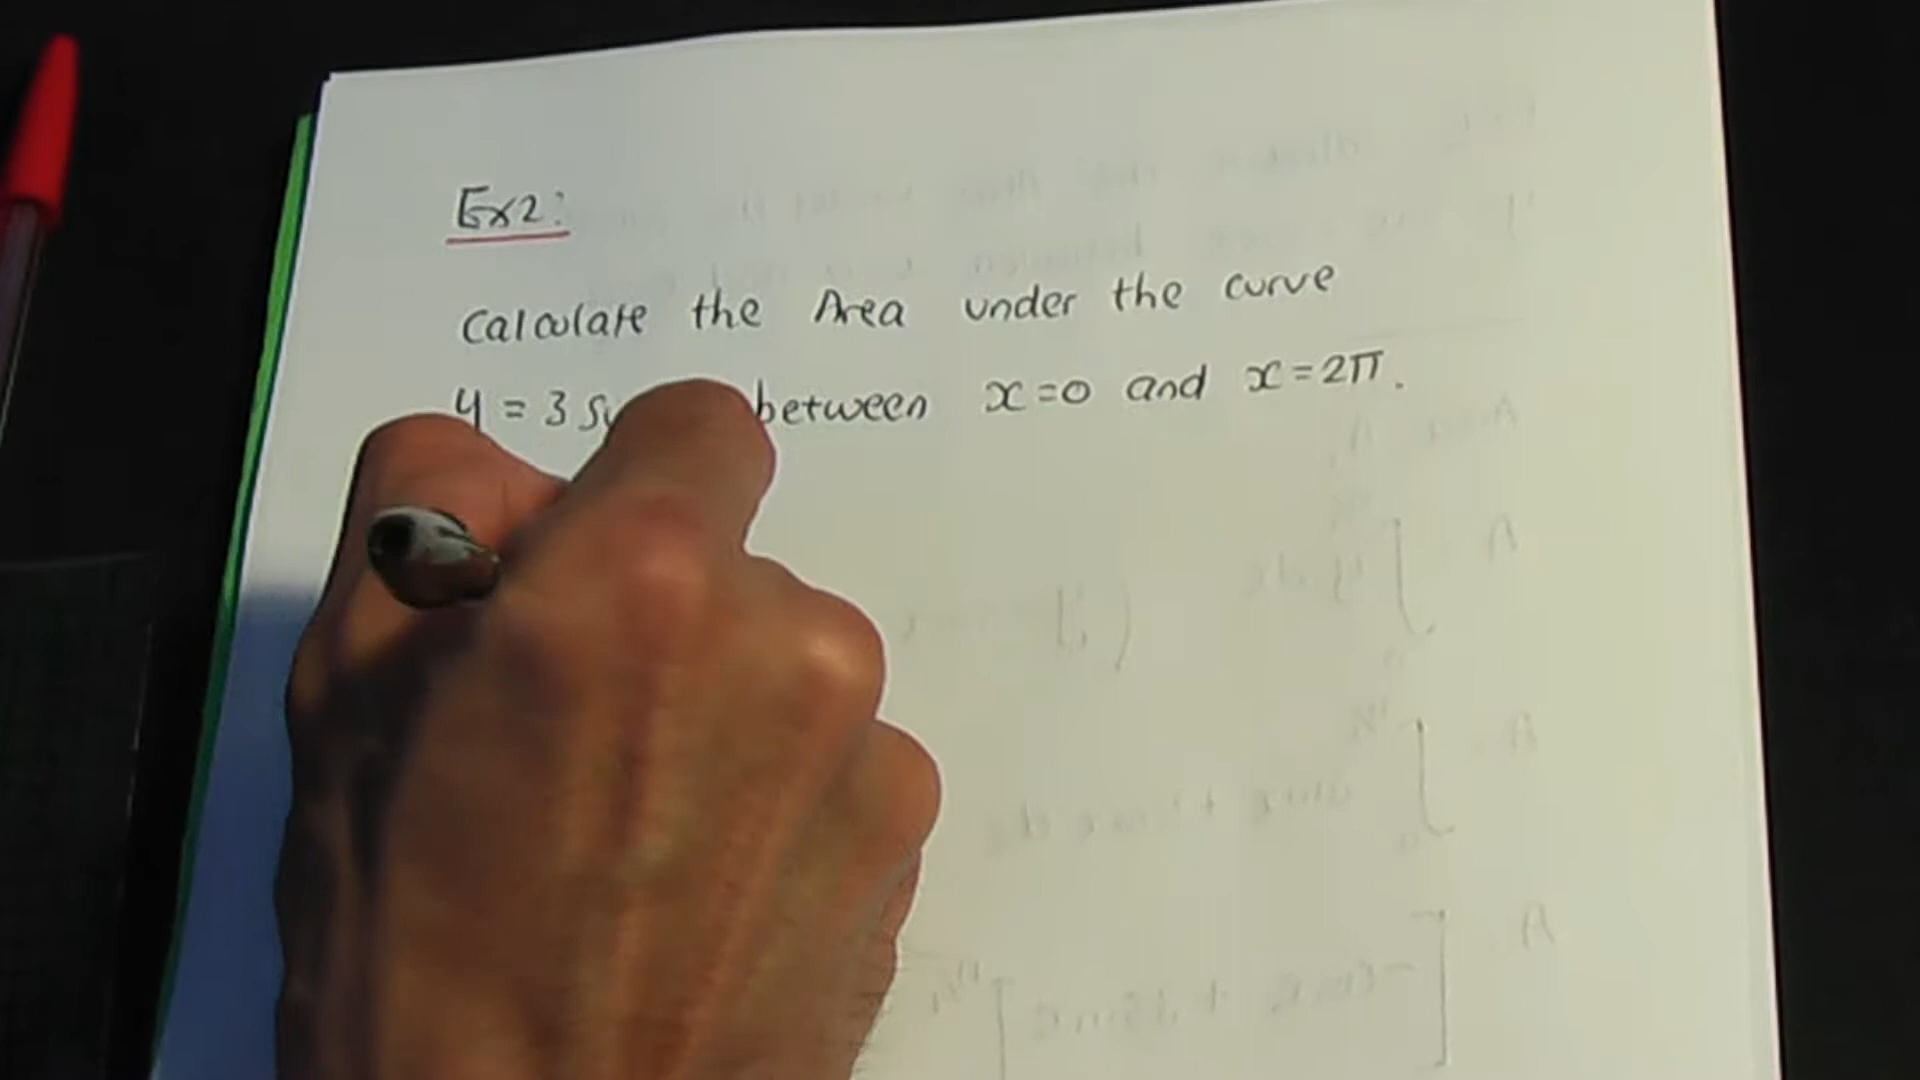 Ex2:
Calculate the Area under the curve
y = 3 between x=0 and x=2π.